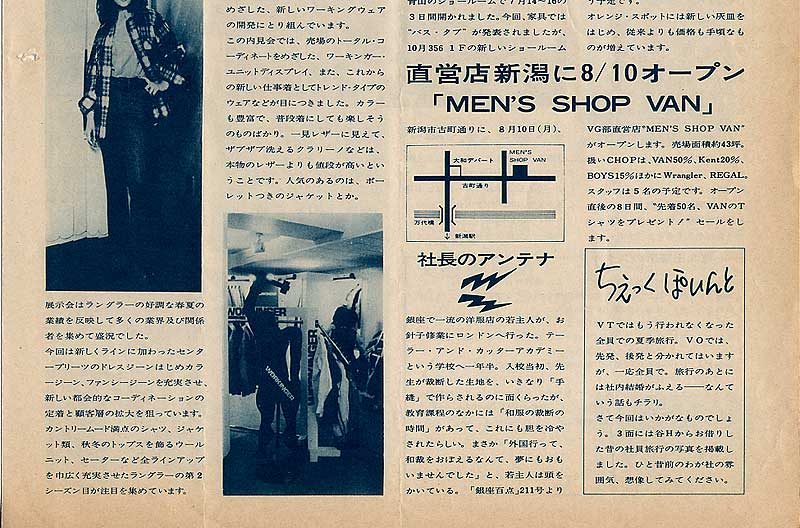 展示会はラングラーの好調な春夏の
業績を反映して多くの業界及び関係
者を集めて盛況でした。
今回は新しくラインに加わったセンタ
ープリーツのドレスジーンはじめカラ
ージーン、ファンシージーンを充実させ、
新しい都会的なコーディネーションの
定着と顧客層の拡大を狙っています。
カントリームード満点のシャツ、ジャケ
ット類、秋冬のトップスを飾るウール
ニット、セーターなど全ラインアップ
を巾広く充実させたラングラーの第2
シーズン目が注目を集めています。
めざした、新しいワーキングウェア
の開発にとり組んでいます。
この内見会では、売場のトータル・コ
ーディネートをめざした、ワーキンガー・
ユニットディスプレイ、また、これから
の新しい仕事着としてトレンド・タイプの
ウェアなどが目につきました。カラー
も豊富で、普段着にしても楽しそう
のものばかり。一見レザーに見えて、
ザブザブ洗えるクラリーノなどは、
本物のレザーよりも値段が高いとい
うことです。人気のあるのは、ボー
レットつきのジャケットとか。
WORKINGER
青山のショールームで7月14〜16の
3日間開かれました。今回、家具では
“バス・タブ”が発表されましたが、
10月356 1Fの新しいショールーム
う予定です。
オレンジ・スポットには新しい灰皿を
はじめ、従来よりも価格も手頃なも
のが増えています。
直営店新潟に8/10オープン
「MEN'S SHOP VAN」
新潟市古町通りに、8月10日(月)、
大和デパート
MEN'S
SHOP VAN
古町通り
万代橋
新潟駅
VG部直営店“MEN'S SHOP VAN”
がオープンします。売場面積約43坪。
扱いCHOPは、VAN50%、Kent20%、
BOYS15%ほかにWrangler、REGAL。
スタッフは5名の予定です。オープン
直後の8日間、“先着50名、VANのT
シャツをプレゼント!”セールをし
ます。
社長のアンテナ
銀座で一流の洋服店の若主人が、お
針子修業にロンドンへ行った。テー
ラー・アンド・カッターアカデミー
という学校へ一年半。入校当初、先
生が裁断した生地を、いきなり「手
縫」で作らされるのに面くらったが、
教育課程のなかには「和服の裁断の
時間」があって、これにも胆を冷や
されたらしい。まさか「外国行って、
和裁をおぼえるなんて、夢にもおも
いませんでした」と、若主人は頭を
かいている。「銀座百点」211号より
ちぇっくぽいんと
VTではもう行われなくなった
全員での夏季旅行。VOでは、
先発、後発と分かれてはいます
が、一応全員で。旅行のあとに
は社内結婚がふえる——なんて
いう話もチラリ。
さて今回はいかがなものでしょ
う。3面には谷Hからお借りし
た昔の社員旅行の写真を掲載し
ました。ひと昔前のわが社の雰
囲気、想像してみてください。